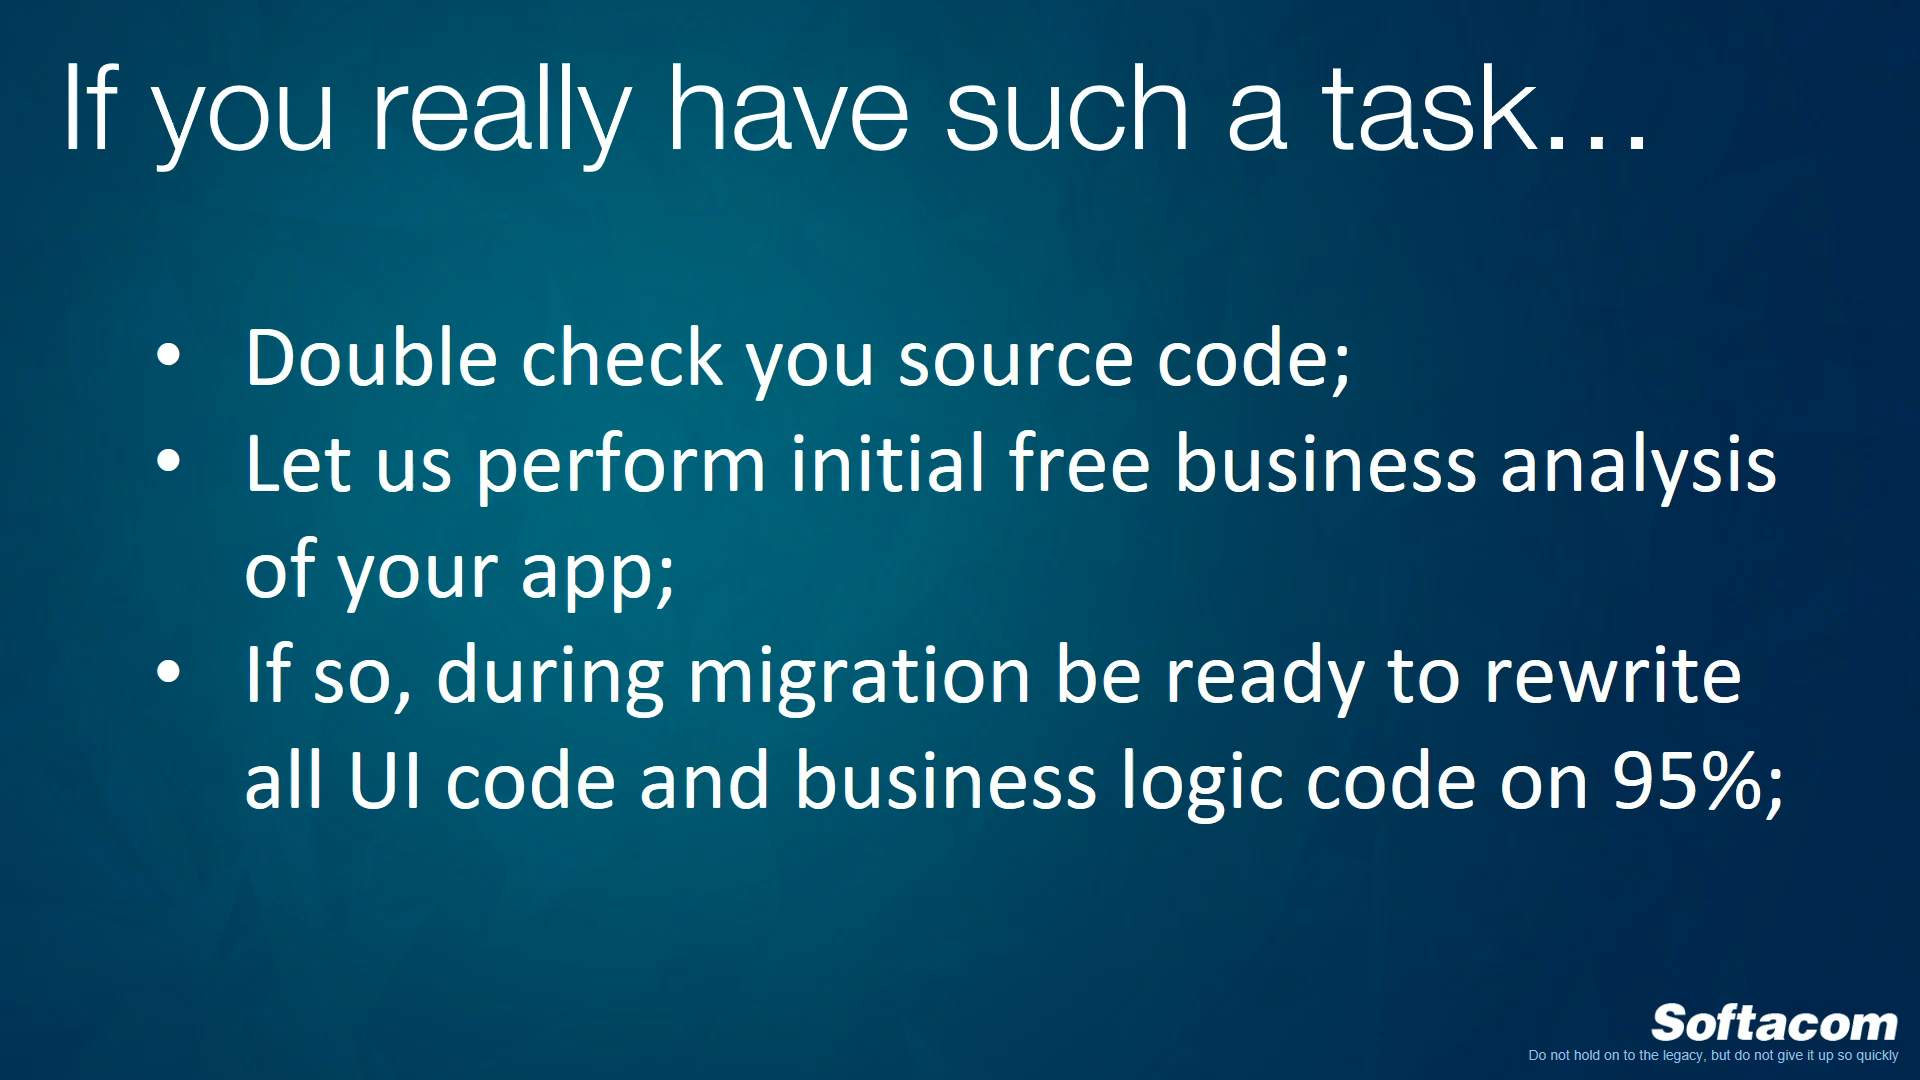 If you really have such a task...
• Double check you source code;
• Let us perform initial free business analysis
of your app;
• If so, during migration be ready to rewrite
all UI code and business logic code on 95%;
Softacom
Do not hold on to the legacy, but do not give it up so quickly